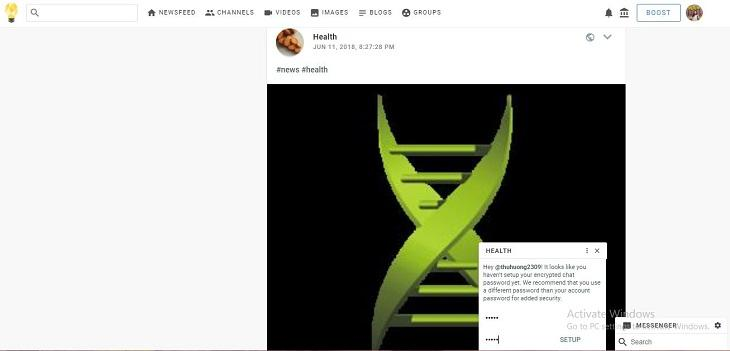 NEWSFEED CHANNELS VIDEOS IMAGES BLOGS GROUPS BOOST
Health
JUN 11, 2018, 8:27:28 PM
#news #health
HEALTH
Hey @thuhuong2309! It looks like you
haven't setup your encrypted chat
password yet. We recommend that you use
a different password than your account
password for added security.
•••••
••••• SETUP
Activate Windows
Go to PC settings to Windows.
MESSENGER
Search